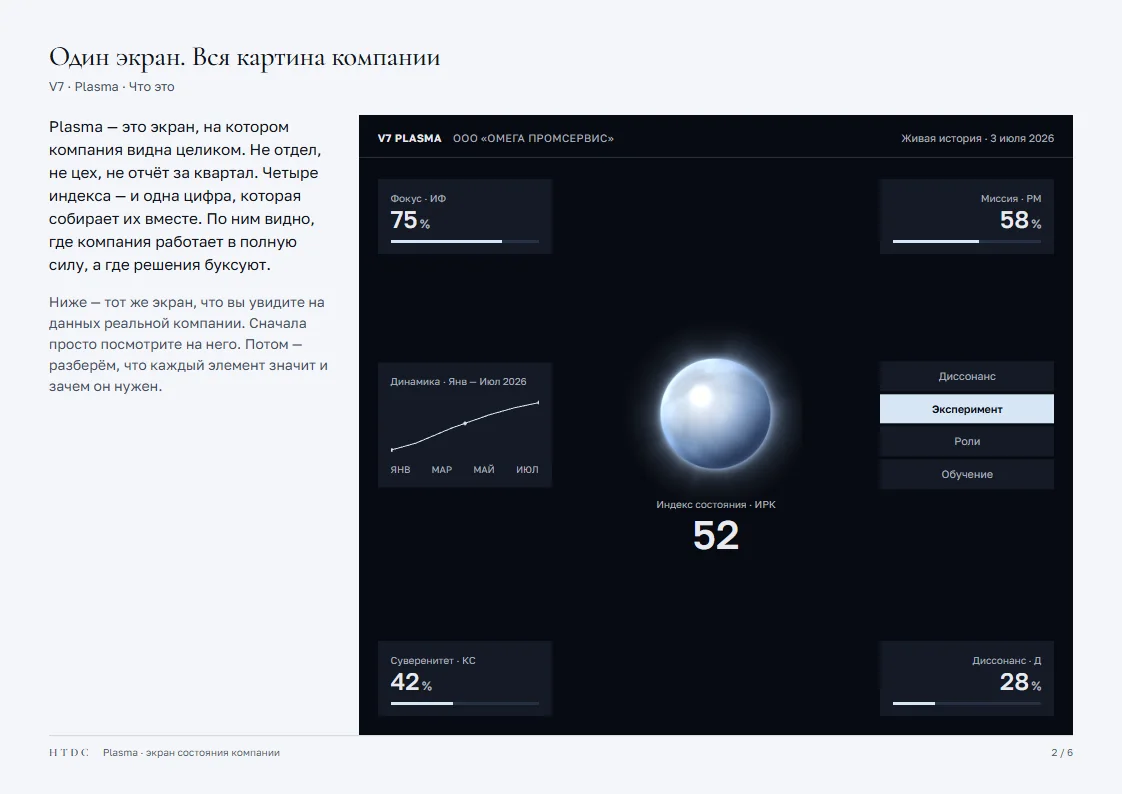 Один экран. Вся картина компании
V7 · Plasma · Что это
Plasma — это экран, на котором
компания видна целиком. Не отдел,
не цех, не отчёт за квартал. Четыре
индекса — и одна цифра, которая
собирает их вместе. По ним видно,
где компания работает в полную
силу, а где решения буксуют.
Ниже — тот же экран, что вы увидите на
данных реальной компании. Сначала
просто посмотрите на него. Потом —
разберём, что каждый элемент значит и
зачем он нужен.
V7 PLASMA ООО «ОМЕГА ПРОМСЕРВИС»
Живая история · 3 июля 2026
Фокус · ИФ
75 %
Миссия · РМ
58 %
Динамика · Янв — Июл 2026
ЯНВ МАР МАЙ ИЮЛ
Индекс состояния · ИРК
52
Диссонанс
Эксперимент
Роли
Обучение
Суверенитет · КС
42 %
Диссонанс · Д
28 %
HTDC Plasma · экран состояния компании
2 / 6